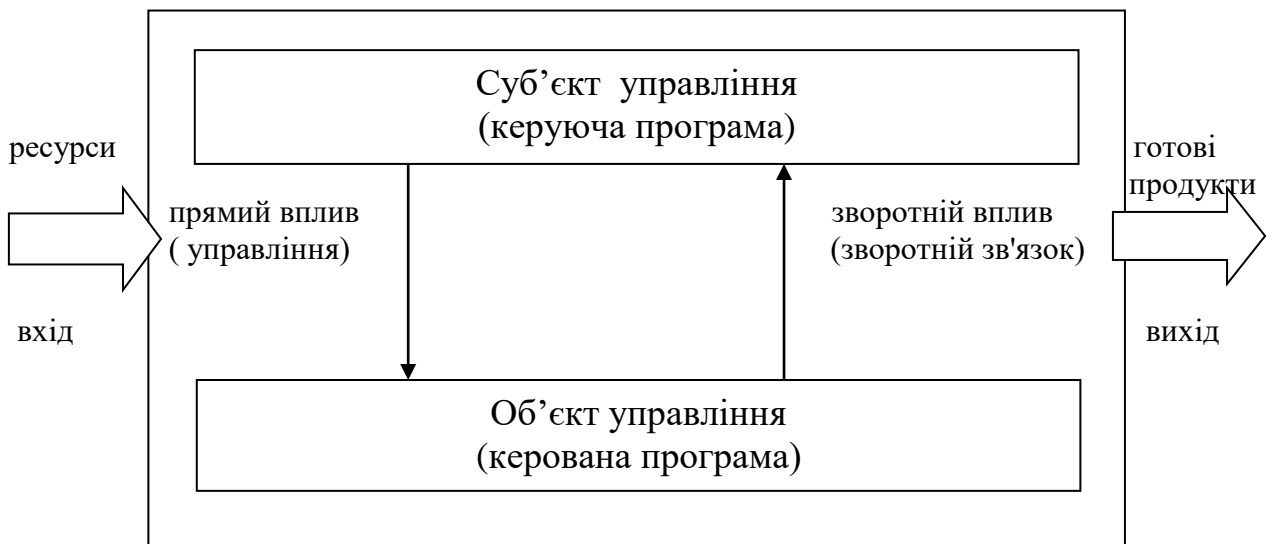 Суб’єкт управління
(керуюча програма)
ресурси
готові
продукти
прямий вплив
( управління)
зворотній вплив
(зворотній зв'язок)
вхід
вихід
Об’єкт управління
(керована програма)